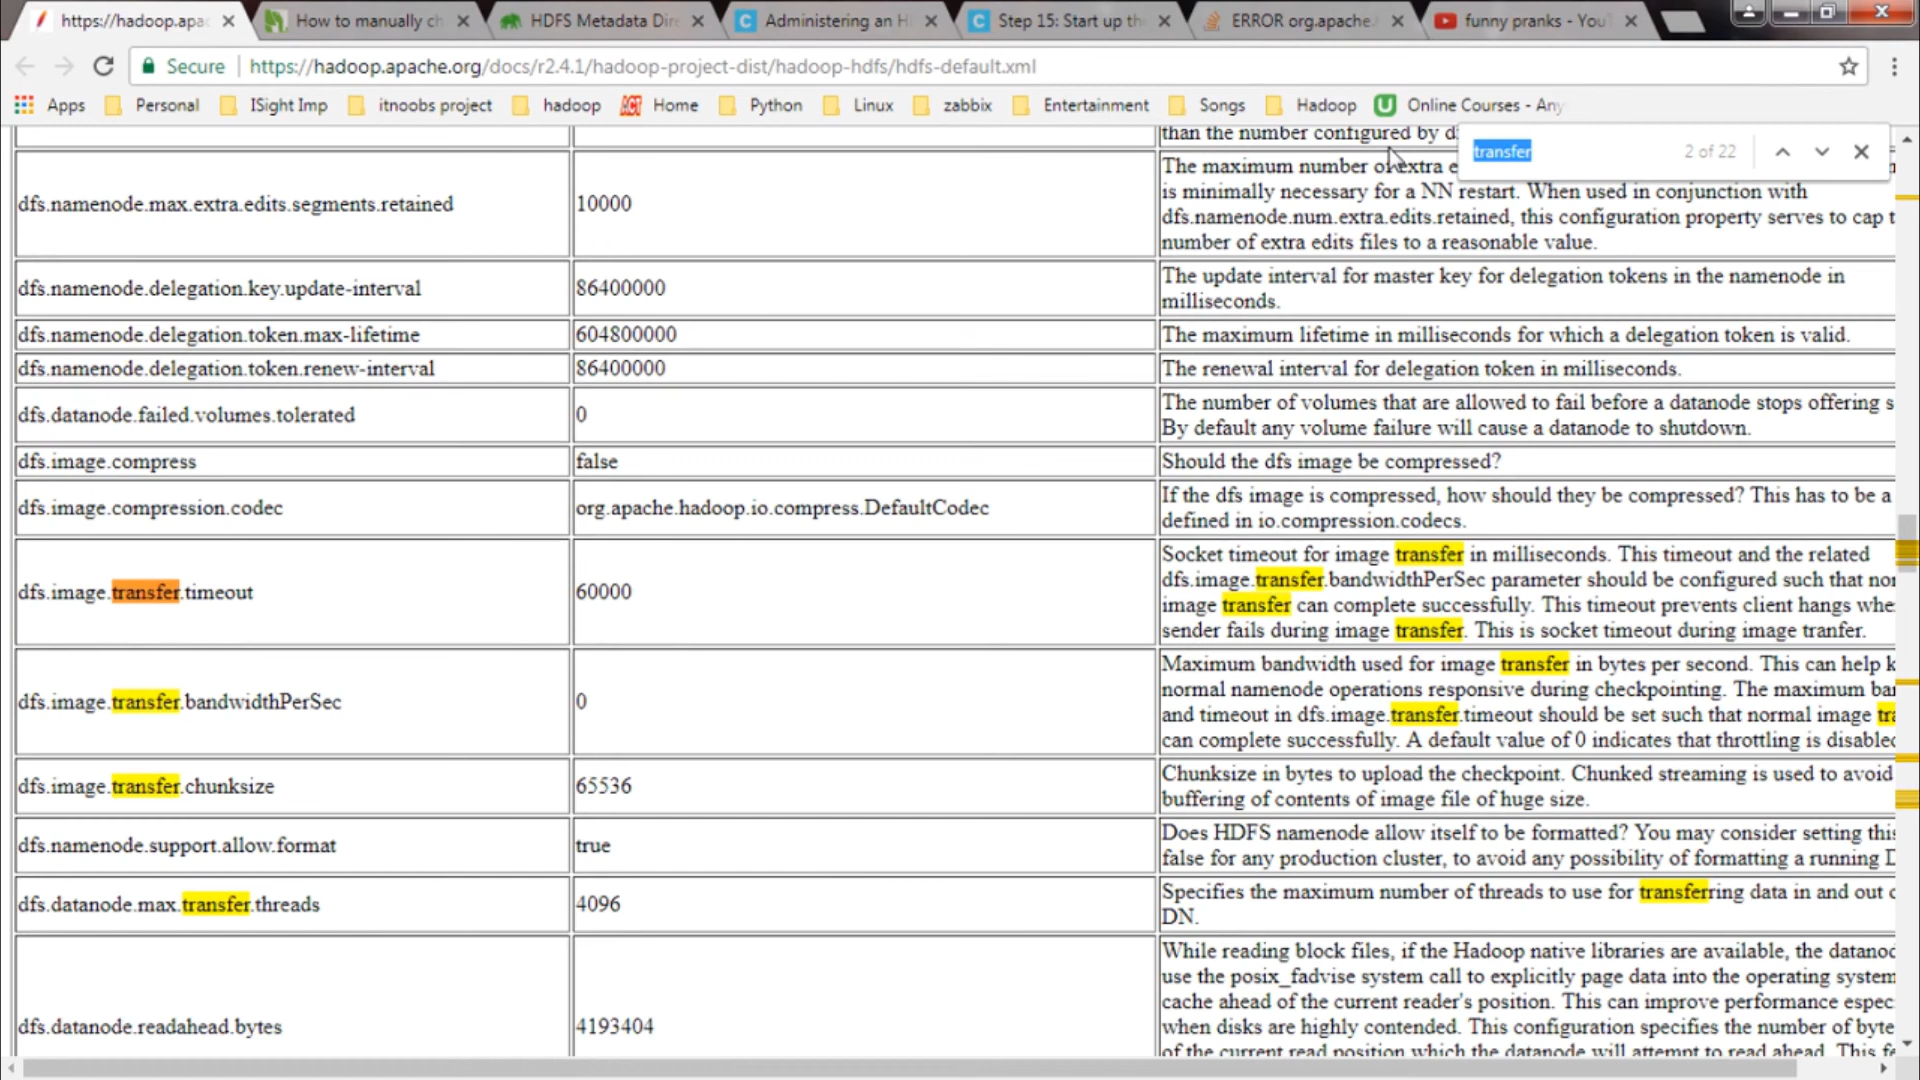 https://hadoop.apac
How to manually ch
HDFS Metadata Dire
Administering an H
Step 15: Start up th
ERROR org.apache.
funny pranks - YouT
Secure
https://hadoop.apache.org/docs/r2.4.1/hadoop-project-dist/hadoop-hdfs/hdfs-default.xml
Apps Personal ISight Imp itnoobs project hadoop ACT Home Python Linux zabbix Entertainment Songs Hadoop U Online Courses - Any
transfer 2 of 22
than the number configured by d
dfs.namenode.max.extra.edits.segments.retained
10000
The maximum number of extra e
is minimally necessary for a NN restart. When used in conjunction with
dfs.namenode.num.extra.edits.retained, this configuration property serves to cap t
number of extra edits files to a reasonable value.
dfs.namenode.delegation.key.update-interval
86400000
The update interval for master key for delegation tokens in the namenode in
milliseconds.
dfs.namenode.delegation.token.max-lifetime
604800000
The maximum lifetime in milliseconds for which a delegation token is valid.
dfs.namenode.delegation.token.renew-interval
86400000
The renewal interval for delegation token in milliseconds.
dfs.datanode.failed.volumes.tolerated
0
The number of volumes that are allowed to fail before a datanode stops offering s
By default any volume failure will cause a datanode to shutdown.
dfs.image.compress
false
Should the dfs image be compressed?
dfs.image.compression.codec
org.apache.hadoop.io.compress.DefaultCodec
If the dfs image is compressed, how should they be compressed? This has to be a
defined in io.compression.codecs.
dfs.image.transfer.timeout
60000
Socket timeout for image transfer in milliseconds. This timeout and the related
dfs.image.transfer.bandwidthPerSec parameter should be configured such that nor
image transfer can complete successfully. This timeout prevents client hangs whe
sender fails during image transfer. This is socket timeout during image tranfer.
dfs.image.transfer.bandwidthPerSec
0
Maximum bandwidth used for image transfer in bytes per second. This can help k
normal namenode operations responsive during checkpointing. The maximum ba
and timeout in dfs.image.transfer.timeout should be set such that normal image tra
can complete successfully. A default value of 0 indicates that throttling is disabled
dfs.image.transfer.chunksize
65536
Chunksize in bytes to upload the checkpoint. Chunked streaming is used to avoid
buffering of contents of image file of huge size.
dfs.namenode.support.allow.format
true
Does HDFS namenode allow itself to be formatted? You may consider setting this
false for any production cluster, to avoid any possibility of formatting a running D
dfs.datanode.max.transfer.threads
4096
Specifies the maximum number of threads to use for transferring data in and out o
DN.
dfs.datanode.readahead.bytes
4193404
While reading block files, if the Hadoop native libraries are available, the datanod
use the posix_fadvise system call to explicitly page data into the operating system
cache ahead of the current reader's position. This can improve performance espec
when disks are highly contended. This configuration specifies the number of byte
of the current read position which the datanode will attempt to read ahead. This fe